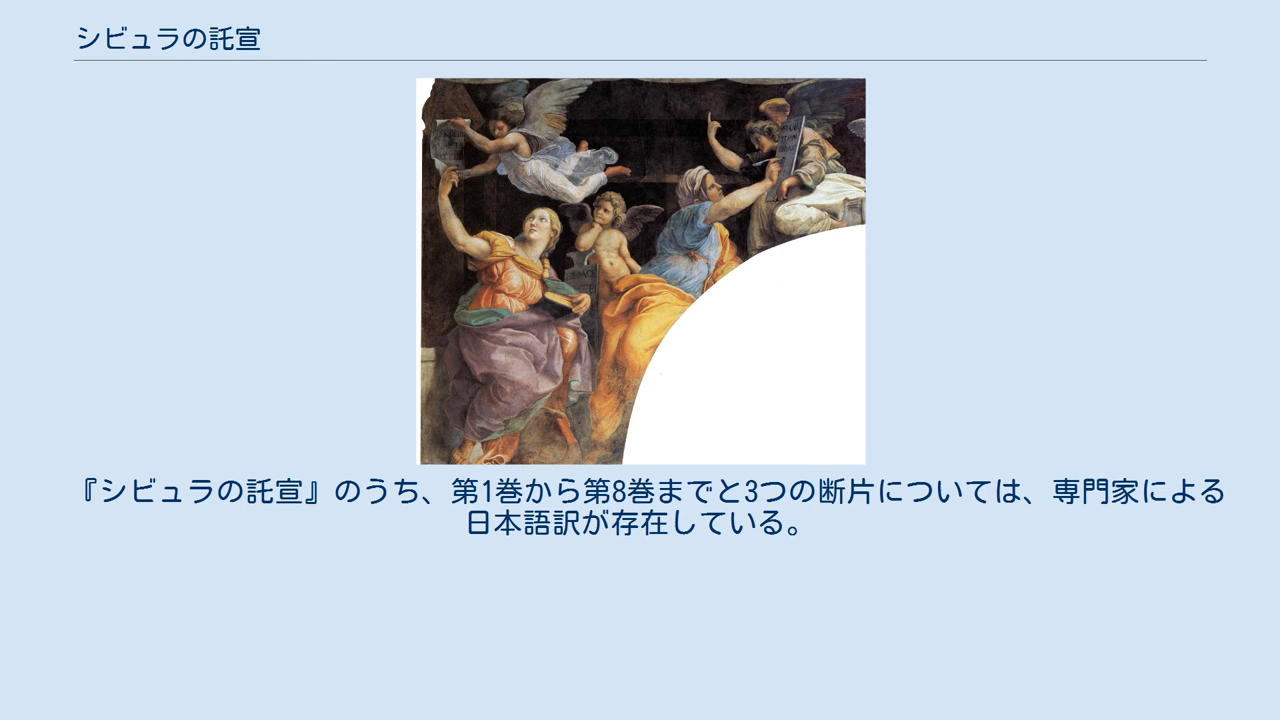 シビュラの託宣
『シビュラの託宣』のうち、第1巻から第8巻までと3つの断片については、専門家による
日本語訳が存在している。